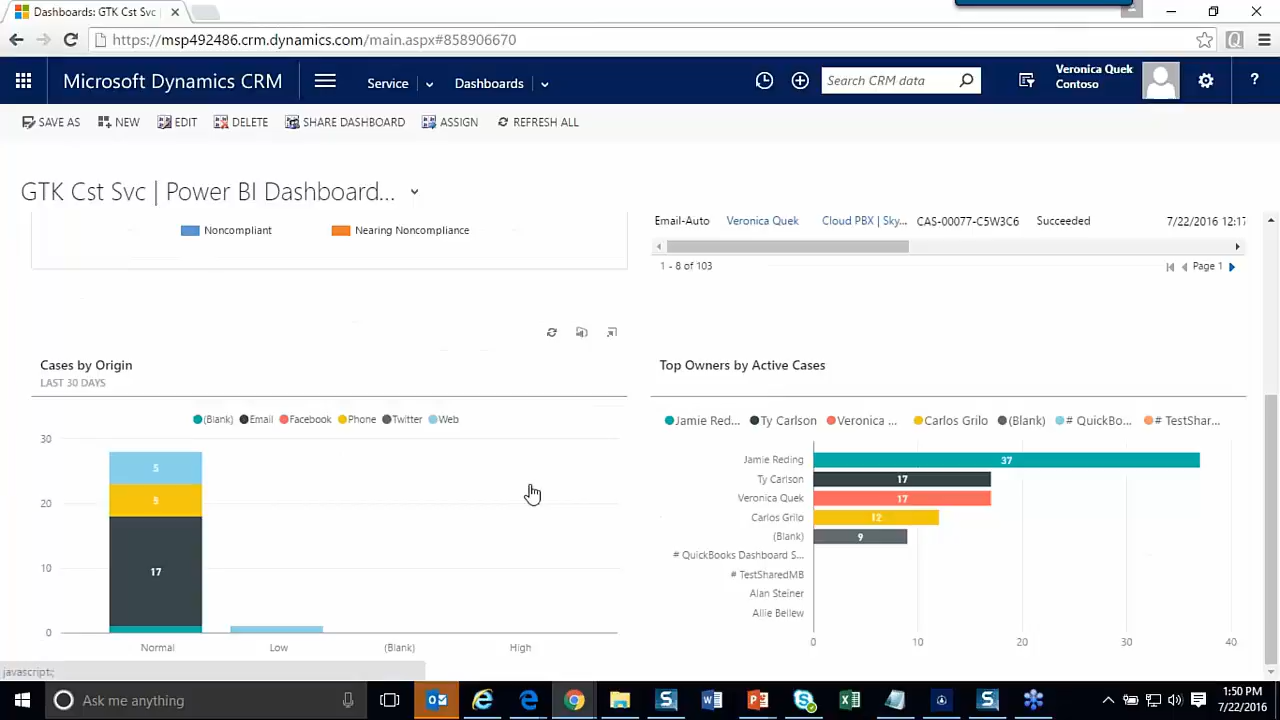 Dashboards: GTK Cst Svc
https://msp492486.crm.dynamics.com/main.aspx#858906670
Microsoft Dynamics CRM
Service
Dashboards
Search CRM data
Veronica Quek
Contoso
?
SAVE AS
NEW
EDIT
DELETE
SHARE DASHBOARD
ASSIGN
REFRESH ALL
GTK Cst Svc | Power BI Dashboard...
Noncompliant
Nearing Noncompliance
Email-Auto Veronica Quek Cloud PBX | Sky... CAS-00077-C5W3C6 Succeeded 7/22/2016 12:17
1 - 8 of 103
Page 1
Cases by Origin
LAST 30 DAYS
(Blank) Email Facebook Phone Twitter Web
30
20
10
0
5
5
17
Normal Low (Blank) High
Top Owners by Active Cases
Jamie Red... Ty Carlson Veronica ... Carlos Grilo (Blank) # QuickBo... # TestShar...
Jamie Reding 37
Ty Carlson 17
Veronica Quek 17
Carlos Grilo 12
(Blank) 9
# QuickBooks Dashboard S...
# TestSharedMB
Alan Steiner
Allie Bellew
0 10 20 30 40
javascript:;
Ask me anything
1:50 PM
7/22/2016